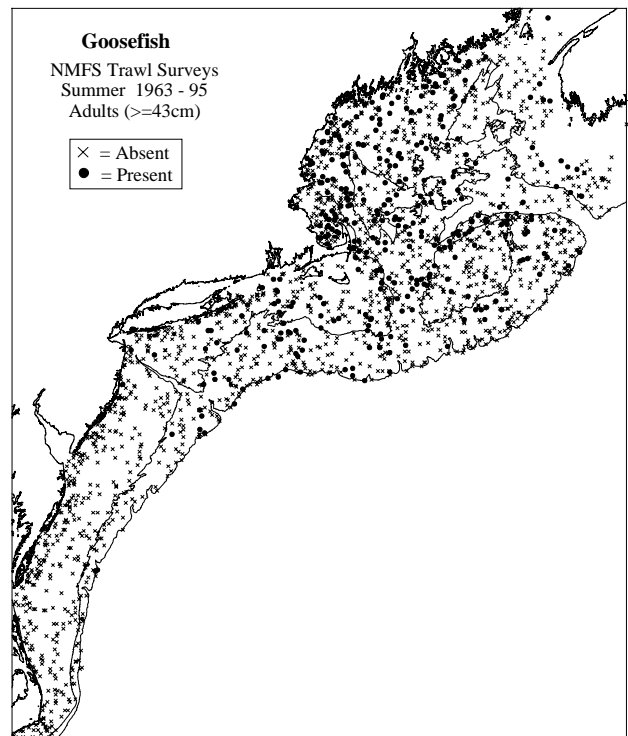 Goosefish
NMFS Trawl Surveys
Summer 1963 - 95
Adults (>=43cm)
× = Absent
● = Present